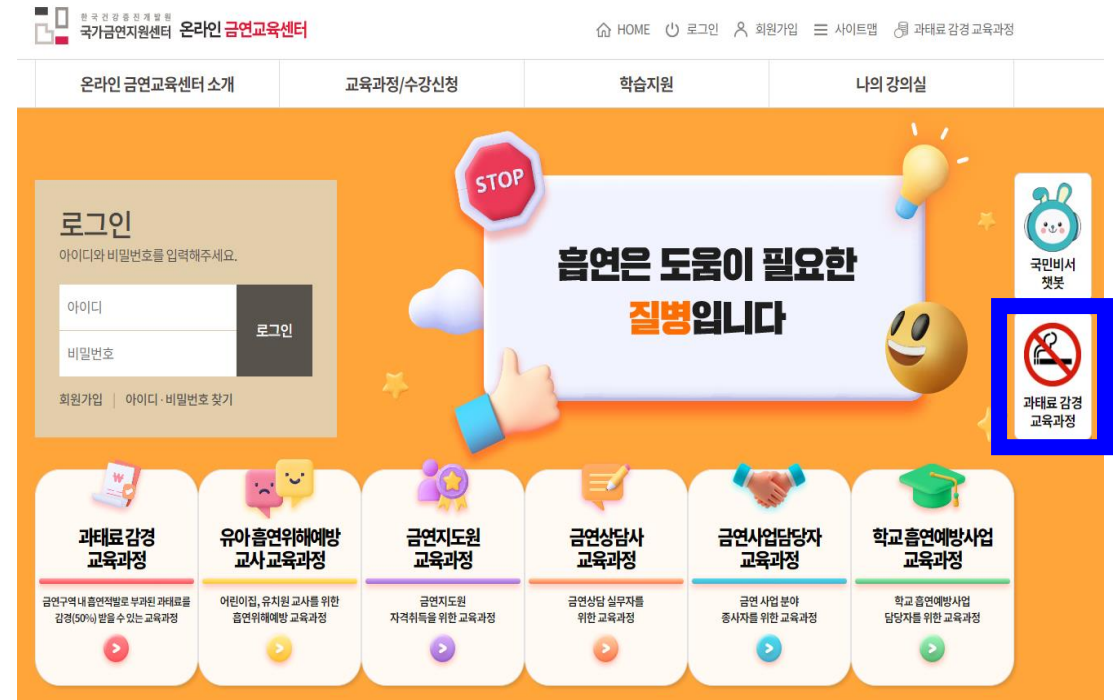 한국건강증진개발원
국가금연지원센터 온라인 금연교육센터
HOME 로그인 회원가입 사이트맵 과태료 감경 교육과정
온라인 금연교육센터 소개 교육과정/수강신청 학습지원 나의 강의실
STOP
로그인
아이디와 비밀번호를 입력해주세요.
아이디
비밀번호
로그인
회원가입 | 아이디·비밀번호 찾기
흡연은 도움이 필요한
질병입니다
국민비서
챗봇
과태료 감경
교육과정
₩
과태료 감경
교육과정
금연구역 내 흡연적발로 부과된 과태료를
감경(50%) 받을 수 있는 교육과정
유아 흡연위해예방
교사 교육과정
어린이집, 유치원 교사를 위한
흡연위해예방 교육과정
금연지도원
교육과정
금연지도원
자격취득을 위한 교육과정
금연상담사
교육과정
금연상담 실무자를
위한 교육과정
금연사업담당자
교육과정
금연 사업 분야
종사자를 위한 교육과정
학교 흡연예방사업
교육과정
학교 흡연예방사업
담당자를 위한 교육과정